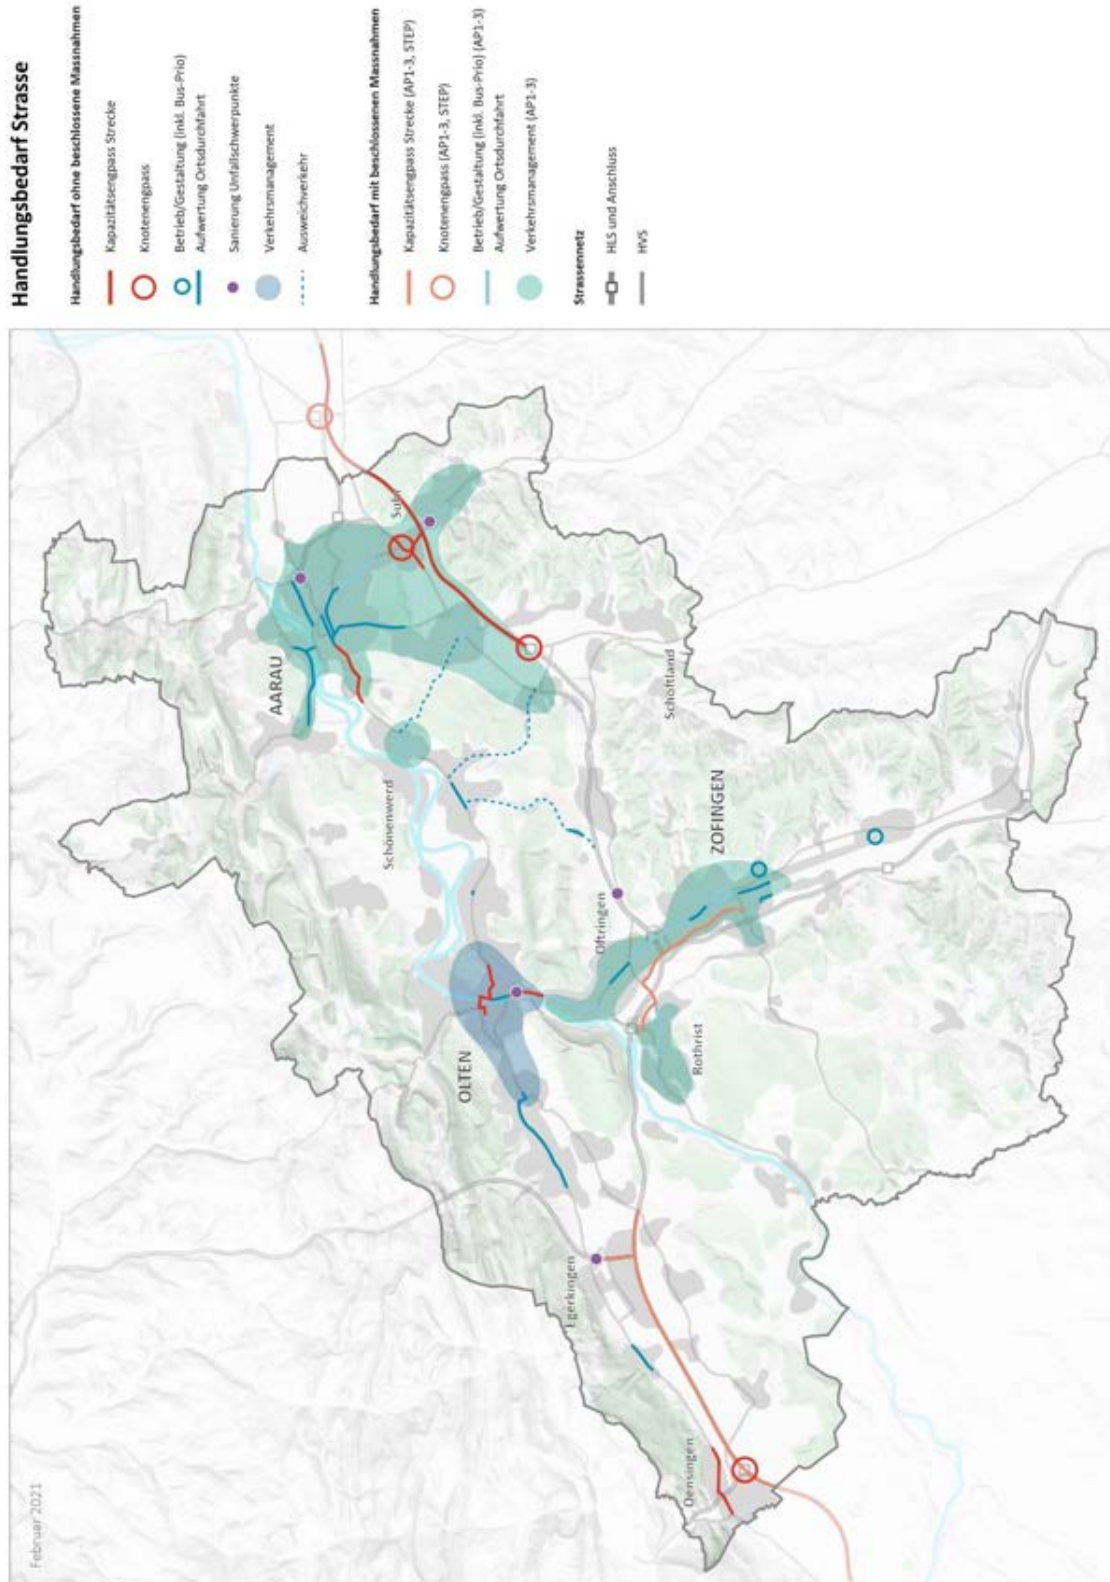 Handlungsbedarf Strasse
Handlungsbedarf ohne beschlossene Massnahmen
Kapazitätsengpass Strecke
Knotenengpass
Betrieb/Gestaltung (inkl. Bus-Prio)
Aufwertung Ortsdurchfahrt
Sanierung Unfallschwerpunkte
Verkehrsmanagement
Ausweichverkehr
Handlungsbedarf mit beschlossenen Massnahmen
Kapazitätsengpass Strecke (AP1-3, STEP)
Knotenengpass (AP1-3, STEP)
Betrieb/Gestaltung (inkl. Bus-Prio) (AP1-3)
Aufwertung Ortsdurchfahrt
Verkehrsmanagement (AP1-3)
Strassennetz
HLS und Anschluss
HVS
Februar 2021
AARAU
Suhr
Schönenwerd
Schöftland
OLTEN
Oftringen
ZOFINGEN
Rothrist
Egerkingen
Oensingen